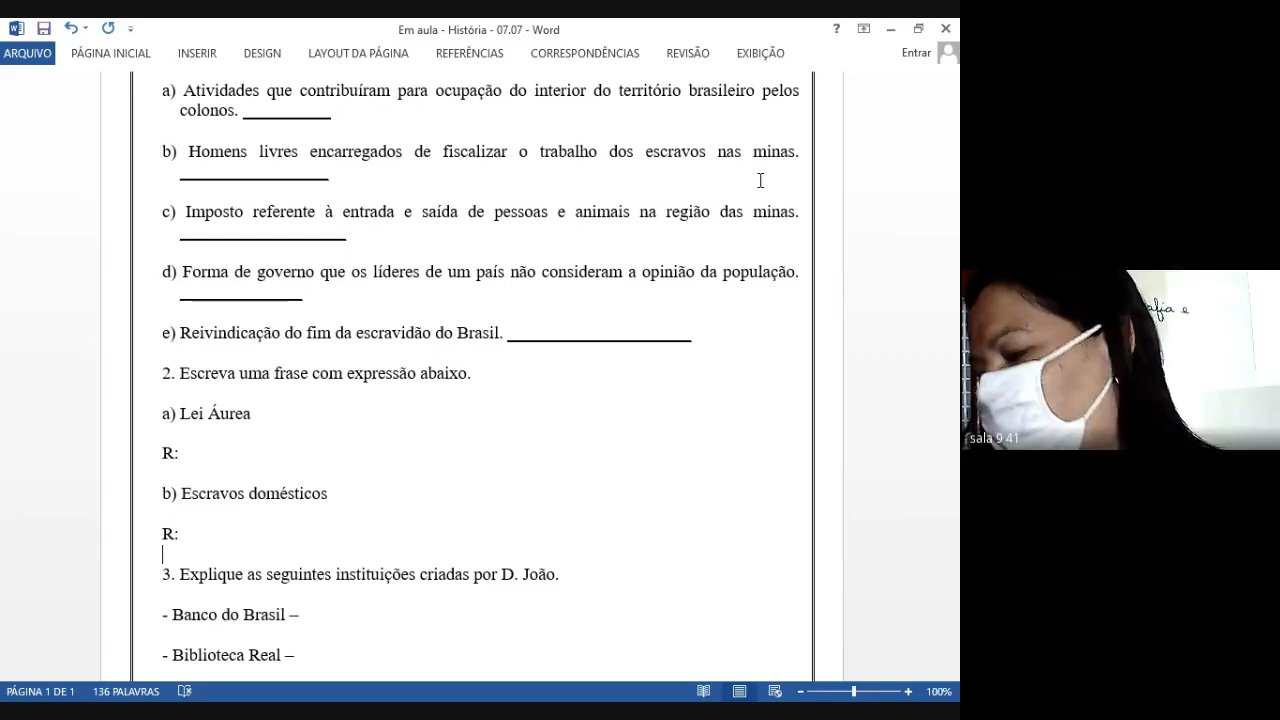 Em aula - História - 07.07 - Word
?
ARQUIVO PÁGINA INICIAL INSERIR DESIGN LAYOUT DA PÁGINA REFERÊNCIAS CORRESPONDÊNCIAS REVISÃO EXIBIÇÃO Entrar
a) Atividades que contribuíram para ocupação do interior do território brasileiro pelos
colonos. __________
b) Homens livres encarregados de fiscalizar o trabalho dos escravos nas minas.
_________________
c) Imposto referente à entrada e saída de pessoas e animais na região das minas.
___________________
d) Forma de governo que os líderes de um país não consideram a opinião da população.
______________
e) Reivindicação do fim da escravidão do Brasil. _____________________
2. Escreva uma frase com expressão abaixo.
a) Lei Áurea
R:
b) Escravos domésticos
R:
3. Explique as seguintes instituições criadas por D. João.
- Banco do Brasil –
- Biblioteca Real –
PÁGINA 1 DE 1 136 PALAVRAS 100%
afia e
sala 9 41